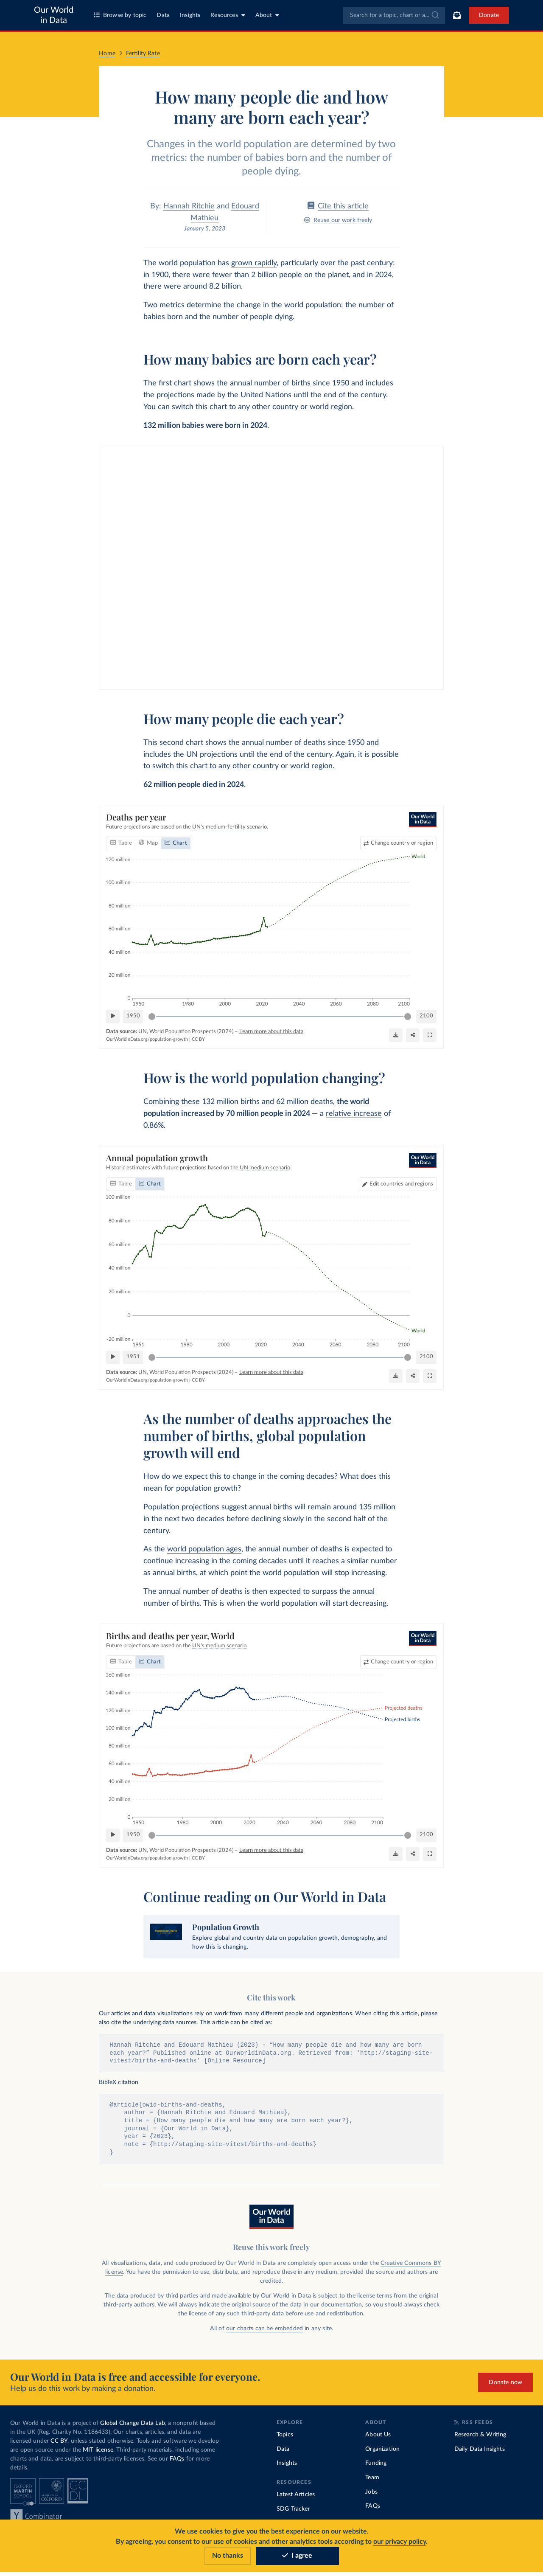 Our World
in Data
Browse by topic
Data
Insights
Resources
About
Search for a topic, chart or a...
Donate
Home > Fertility Rate
How many people die and how
many are born each year?
Changes in the world population are determined by two
metrics: the number of babies born and the number of
people dying.
By: Hannah Ritchie and Edouard
Mathieu
January 5, 2023
Cite this article
Reuse our work freely
The world population has grown rapidly, particularly over the past century:
in 1900, there were fewer than 2 billion people on the planet, and in 2024,
there were around 8.2 billion.
Two metrics determine the change in the world population: the number of
babies born and the number of people dying.
How many babies are born each year?
The first chart shows the annual number of births since 1950 and includes
the projections made by the United Nations until the end of the century.
You can switch this chart to any other country or world region.
132 million babies were born in 2024.
How many people die each year?
This second chart shows the annual number of deaths since 1950 and
includes the UN projections until the end of the century. Again, it is possible
to switch this chart to any other country or world region.
62 million people died in 2024.
Deaths per year
Future projections are based on the UN's medium-fertility scenario.
Our World
in Data
Table
Map
Chart
Change country or region
120 million
100 million
80 million
60 million
40 million
20 million
0
World
1950 1980 2000 2020 2040 2060 2080 2100
1950
2100
Data source: UN, World Population Prospects (2024) – Learn more about this data
OurWorldinData.org/population-growth | CC BY
How is the world population changing?
Combining these 132 million births and 62 million deaths, the world
population increased by 70 million people in 2024 — a relative increase of
0.86%.
Annual population growth
Historic estimates with future projections based on the UN medium scenario.
Our World
in Data
Table
Chart
Edit countries and regions
100 million
80 million
60 million
40 million
20 million
0
-20 million
World
1951 1980 2000 2020 2040 2060 2080 2100
1951
2100
Data source: UN, World Population Prospects (2024) – Learn more about this data
OurWorldinData.org/population-growth | CC BY
As the number of deaths approaches the
number of births, global population
growth will end
How do we expect this to change in the coming decades? What does this
mean for population growth?
Population projections suggest annual births will remain around 135 million
in the next two decades before declining slowly in the second half of the
century.
As the world population ages, the annual number of deaths is expected to
continue increasing in the coming decades until it reaches a similar number
as annual births, at which point the world population will stop increasing.
The annual number of deaths is then expected to surpass the annual
number of births. This is when the world population will start decreasing.
Births and deaths per year, World
Future projections are based on the UN's medium scenario.
Our World
in Data
Table
Chart
Change country or region
160 million
140 million
120 million
100 million
80 million
60 million
40 million
20 million
0
Projected deaths
Projected births
1950 1980 2000 2020 2040 2060 2080 2100
1950
2100
Data source: UN, World Population Prospects (2024) – Learn more about this data
OurWorldinData.org/population-growth | CC BY
Continue reading on Our World in Data
Population Growth
Explore global and country data on population growth, demography, and
how this is changing.
Cite this work
Our articles and data visualizations rely on work from many different people and organizations. When citing this article, please
also cite the underlying data sources. This article can be cited as:
Hannah Ritchie and Edouard Mathieu (2023) - “How many people die and how many are born
each year?” Published online at OurWorldinData.org. Retrieved from: 'http://staging-site-
vitest/births-and-deaths' [Online Resource]
BibTeX citation
@article{owid-births-and-deaths,
author = {Hannah Ritchie and Edouard Mathieu},
title = {How many people die and how many are born each year?},
journal = {Our World in Data},
year = {2023},
note = {http://staging-site-vitest/births-and-deaths}
}
Our World
in Data
Reuse this work freely
All visualizations, data, and code produced by Our World in Data are completely open access under the Creative Commons BY
license. You have the permission to use, distribute, and reproduce these in any medium, provided the source and authors are
credited.
The data produced by third parties and made available by Our World in Data is subject to the license terms from the original
third-party authors. We will always indicate the original source of the data in our documentation, so you should always check
the license of any such third-party data before use and redistribution.
All of our charts can be embedded in any site.
Our World in Data is free and accessible for everyone.
Help us do this work by making a donation.
Donate now
Our World in Data is a project of Global Change Data Lab, a nonprofit based
in the UK (Reg. Charity No. 1186433). Our charts, articles, and data are
licensed under CC BY, unless stated otherwise. Tools and software we develop
are open source under the MIT license. Third-party materials, including some
charts and data, are subject to third-party licenses. See our FAQs for more
details.
OXFORD
MARTIN
SCHOOL
OXFORD
GC
DL
Y Combinator
EXPLORE
Topics
Data
Insights
RESOURCES
Latest Articles
SDG Tracker
ABOUT
About Us
Organization
Funding
Team
Jobs
FAQs
RSS FEEDS
Research & Writing
Daily Data Insights
We use cookies to give you the best experience on our website.
By agreeing, you consent to our use of cookies and other analytics tools according to our privacy policy.
No thanks
I agree